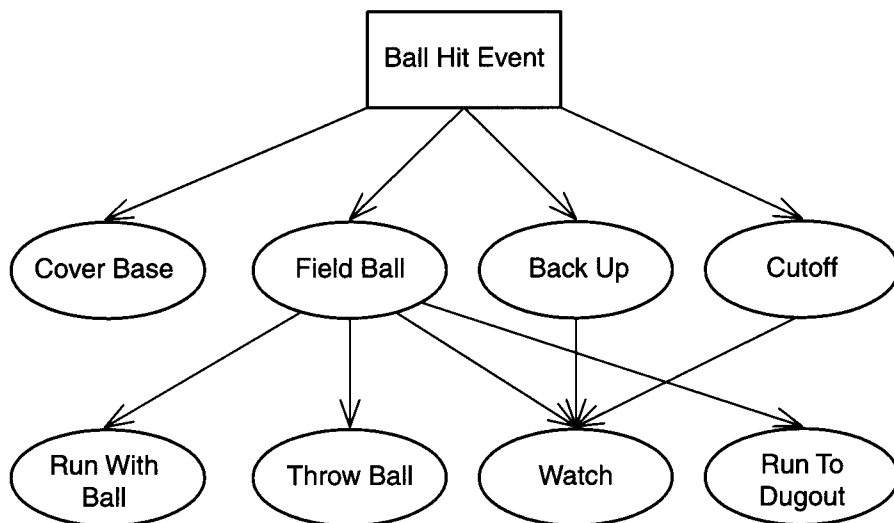 Ball Hit Event
Cover Base
Field Ball
Back Up
Cutoff
Run With
Ball
Throw Ball
Watch
Run To
Dugout